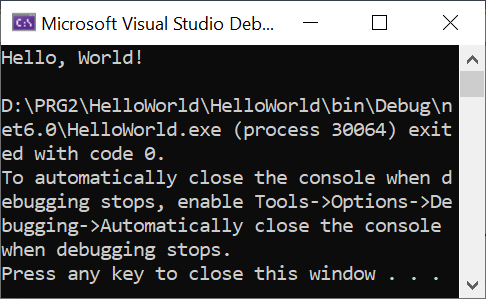 Microsoft Visual Studio Deb...
Hello, World!
D:\PRG2\HelloWorld\HelloWorld\bin\Debug\n
et6.0\HelloWorld.exe (process 30064) exit
ed with code 0.
To automatically close the console when d
ebugging stops, enable Tools->Options->De
bugging->Automatically close the console
when debugging stops.
Press any key to close this window . . .